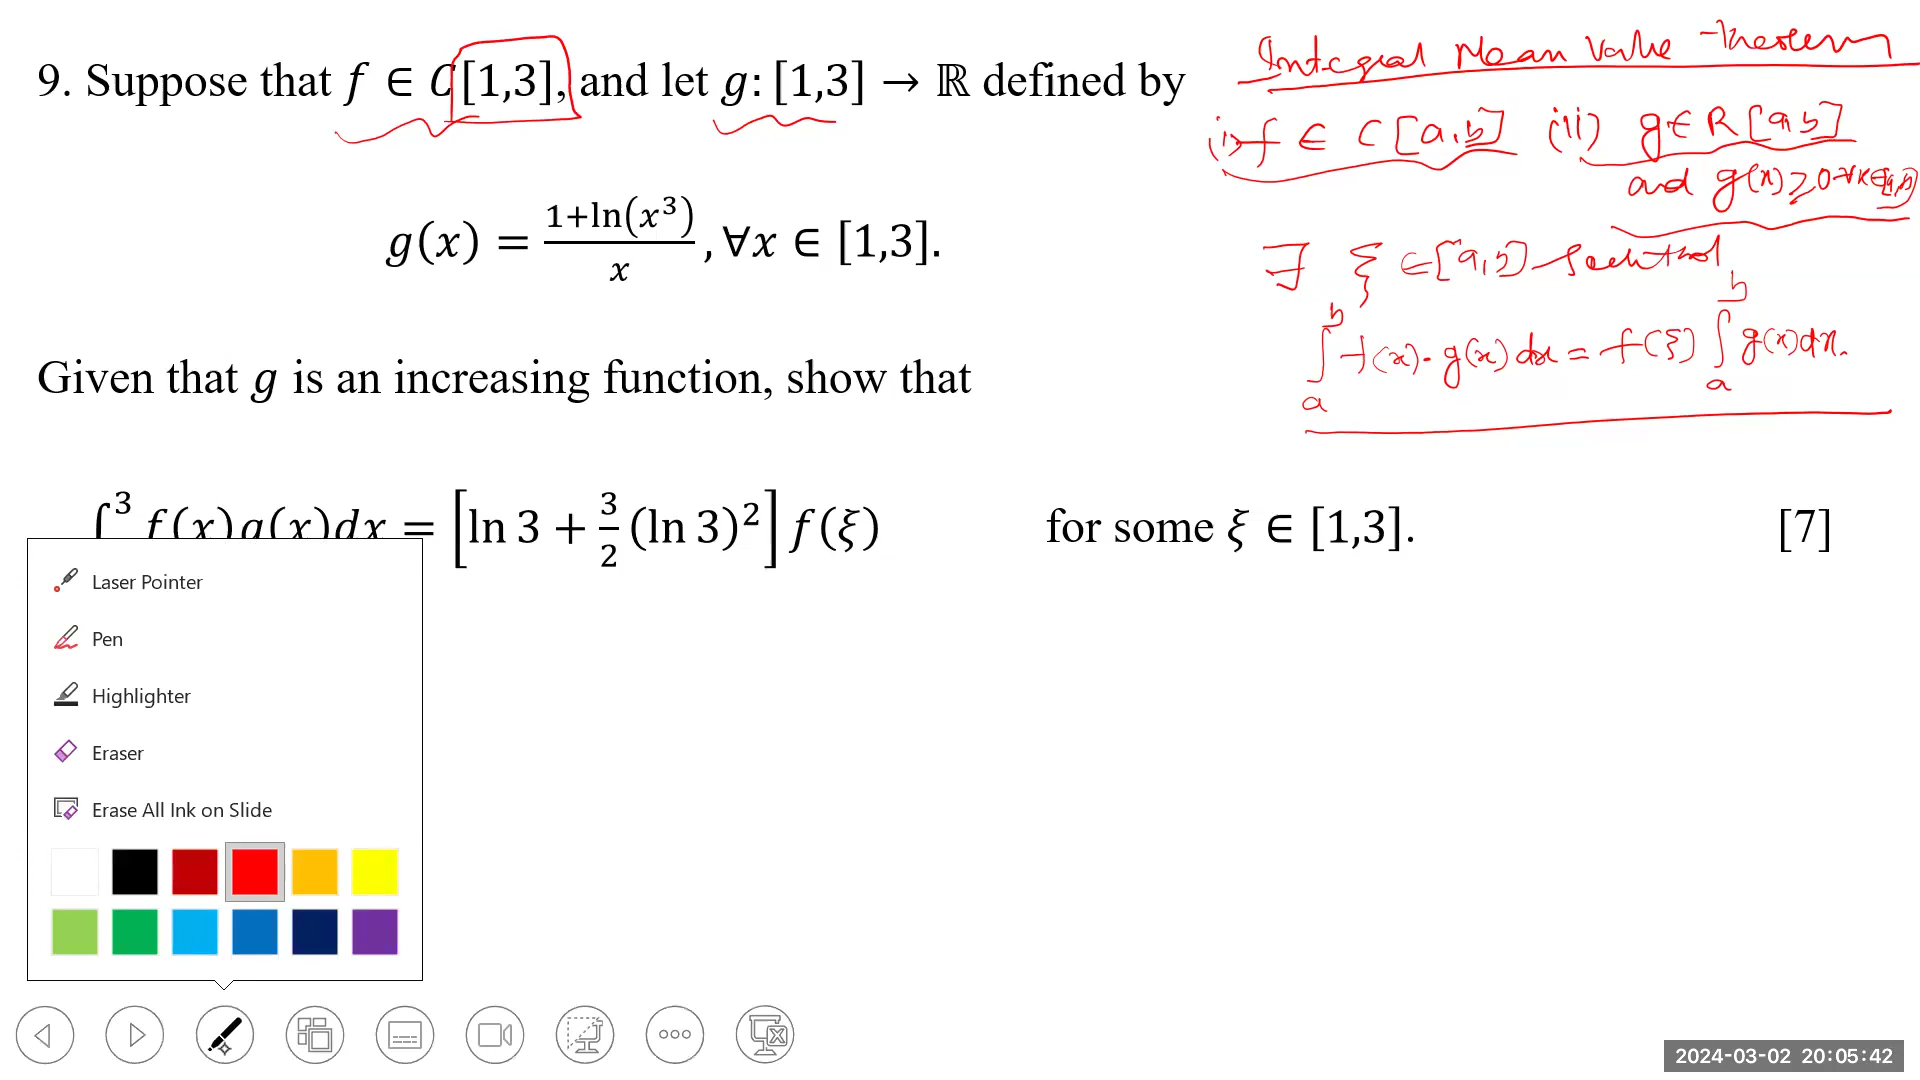 9. Suppose that f ∈ C[1,3], and let g: [1,3] → ℝ defined by
g(x) = (1+ln(x³))/x , ∀x ∈ [1,3].
Given that g is an increasing function, show that
∫³ f(x)g(x)dx = [ln 3 + 3/2 (ln 3)²] f(ξ) for some ξ ∈ [1,3]. [7]
Integral Mean Value Theorem
(i) f ∈ C[a,b] (ii) g ∈ R[a,b]
and g(x) ≥ 0 ∀x∈[a,b]
∃ ξ ∈ [a,b] such that
∫ₐᵇ f(x)·g(x)dx = f(ξ) ∫ₐᵇ g(x)dx.
Laser Pointer
Pen
Highlighter
Eraser
Erase All Ink on Slide
2024-03-02 20:05:42